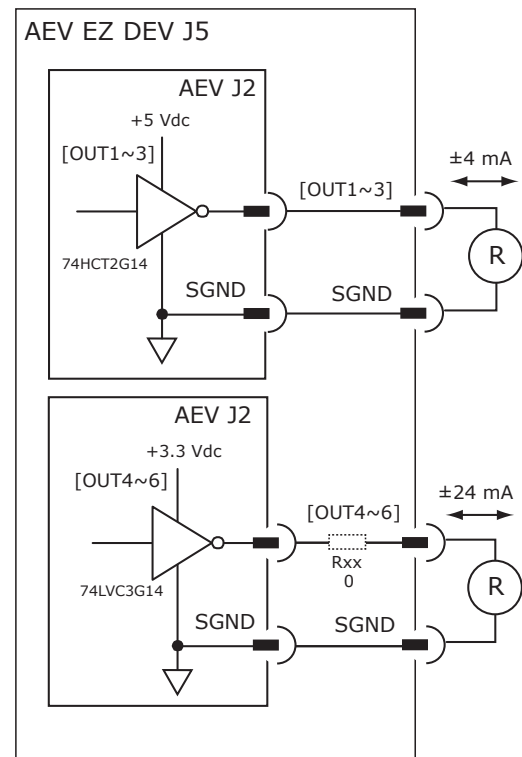 AEV EZ DEV J5
AEV J2
+5 Vdc
[OUT1~3]
[OUT1~3]
±4 mA
R
74HCT2G14
SGND
SGND
AEV J2
+3.3 Vdc
[OUT4~6]
[OUT4~6]
±24 mA
Rxx
0
R
74LVC3G14
SGND
SGND